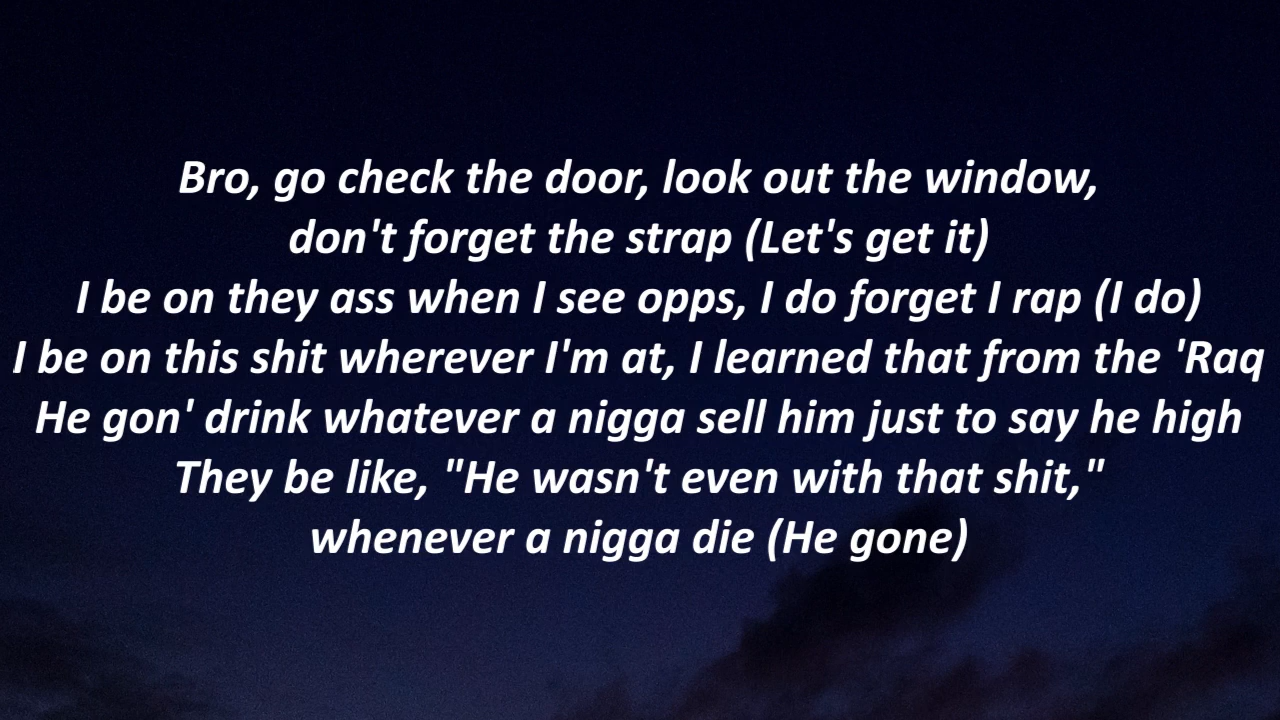 Bro, go check the door, look out the window,
don't forget the strap (Let's get it)
I be on they ass when I see opps, I do forget I rap (I do)
I be on this shit wherever I'm at, I learned that from the 'Raq
He gon' drink whatever a nigga sell him just to say he high
They be like, "He wasn't even with that shit,"
whenever a nigga die (He gone)